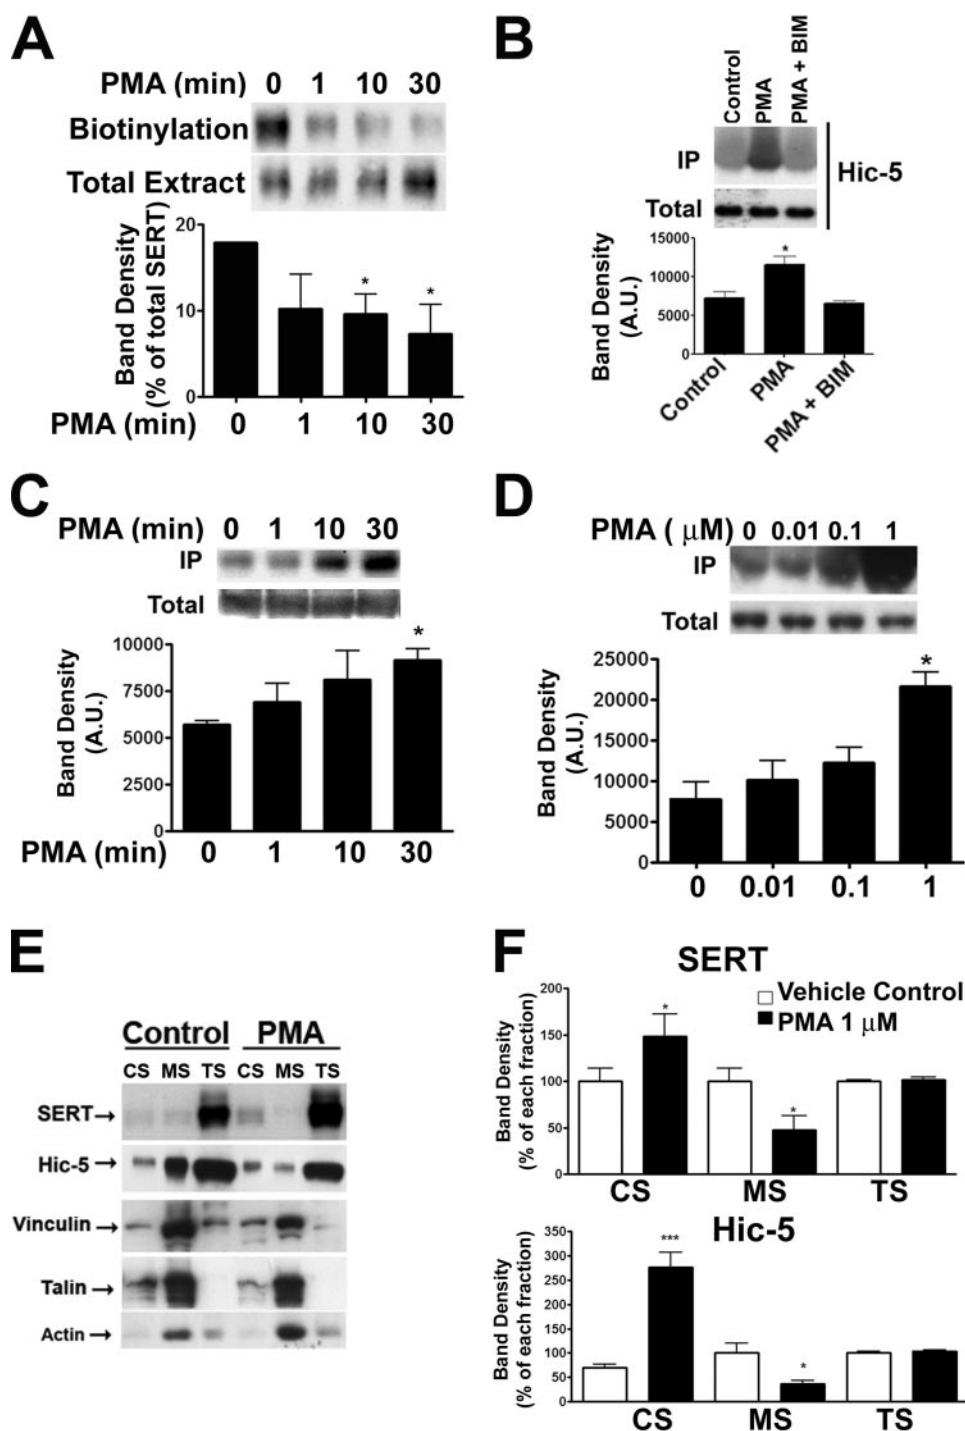 A
PMA (min) 0 1 10 30
Biotinylation
Total Extract
Band Density
(% of total SERT)
20
10
0
* *
PMA (min) 0 1 10 30
B
Control
PMA
PMA + BIM
IP
Hic-5
Total
Band Density
(A.U.)
15000
10000
5000
0
*
Control
PMA
PMA + BIM
C
PMA (min) 0 1 10 30
IP
Total
Band Density
(A.U.)
10000
7500
5000
2500
0
*
PMA (min) 0 1 10 30
D
PMA ( μM) 0 0.01 0.1 1
IP
Total
Band Density
(A.U.)
25000
20000
15000
10000
5000
0
*
0 0.01 0.1 1
E
Control PMA
CS MS TS CS MS TS
SERT→
Hic-5→
Vinculin→
Talin→
Actin→
F
SERT
Vehicle Control
PMA 1 μM
Band Density
(% of each fraction)
200
150
100
50
0
* *
CS MS TS
Hic-5
Band Density
(% of each fraction)
350
300
250
200
150
100
50
0
*** *
CS MS TS